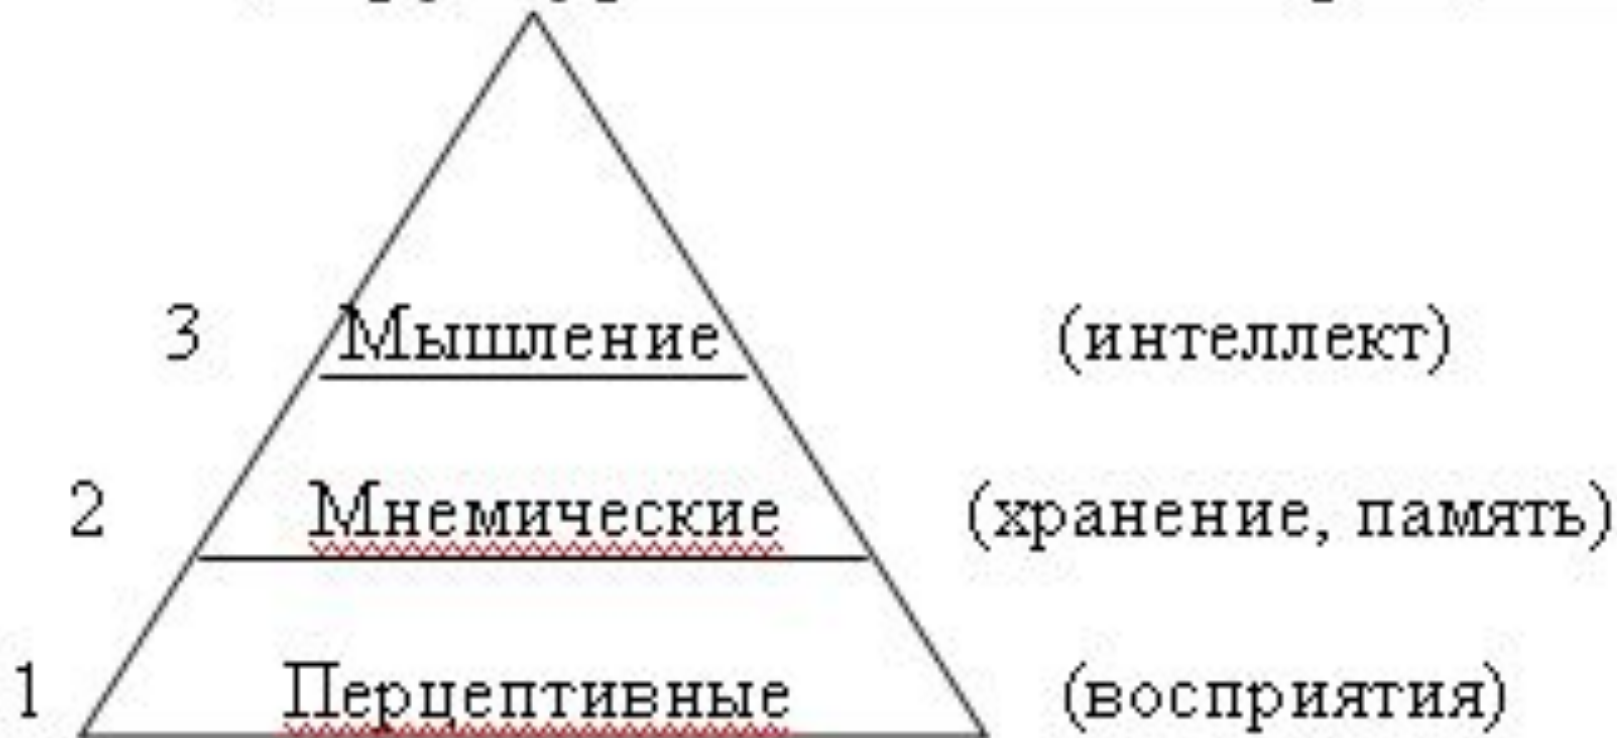 3 Мышление (интеллект)
2 Мнемические (хранение, память)
1 Перцептивные (восприятия)